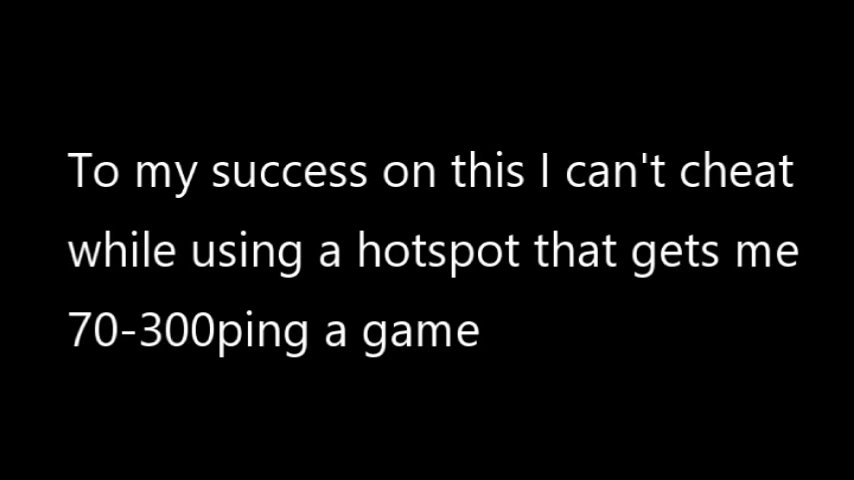 To my success on this I can't cheat
while using a hotspot that gets me
70-300ping a game